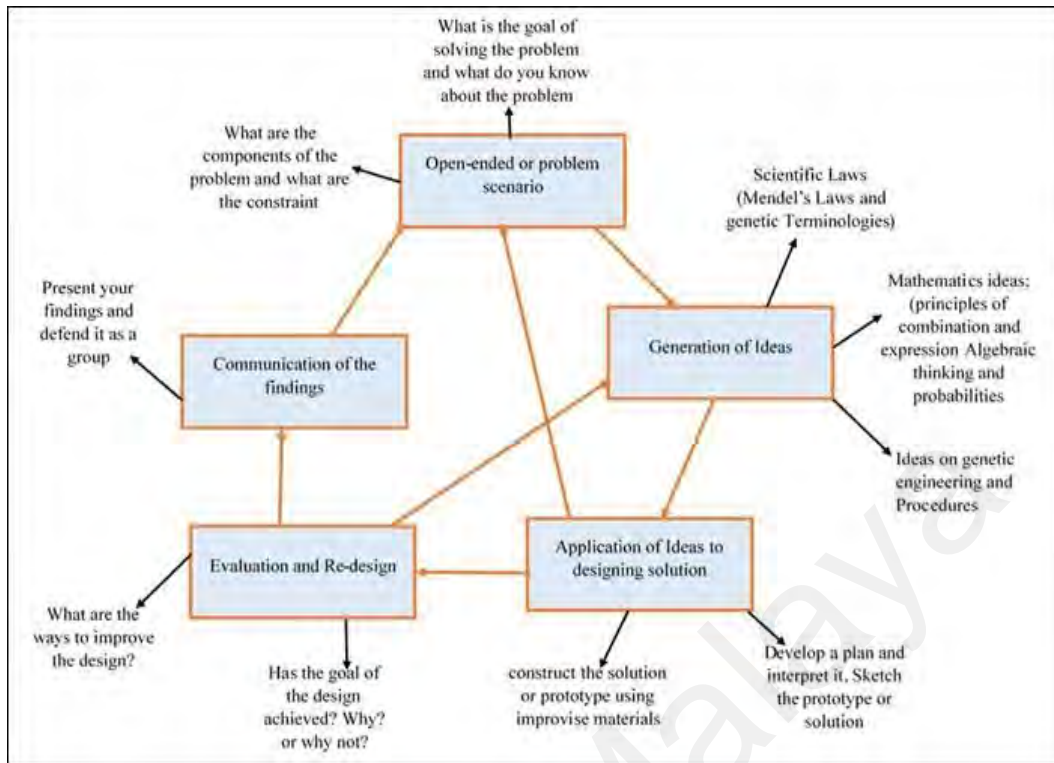 What is the goal of
solving the problem
and what do you know
about the problem
What are the
components of the
problem and what are
the constraint
Open-ended or problem
scenario
Scientific Laws
(Mendel's Laws and
genetic Terminologies)
Present your
findings and
defend it as a
group
Communication of the
findings
Generation of Ideas
Mathematics ideas:
(principles of
combination and
expression Algebraic
thinking and
probabilities
Ideas on genetic
engineering and
Procedures
Evaluation and Re-design
Application of Ideas to
designing solution
What are the
ways to improve
the design?
Has the goal of
the design
achieved? Why?
or why not?
construct the solution
or prototype using
improvise materials
Develop a plan and
interpret it. Sketch
the prototype or
solution
Malaya